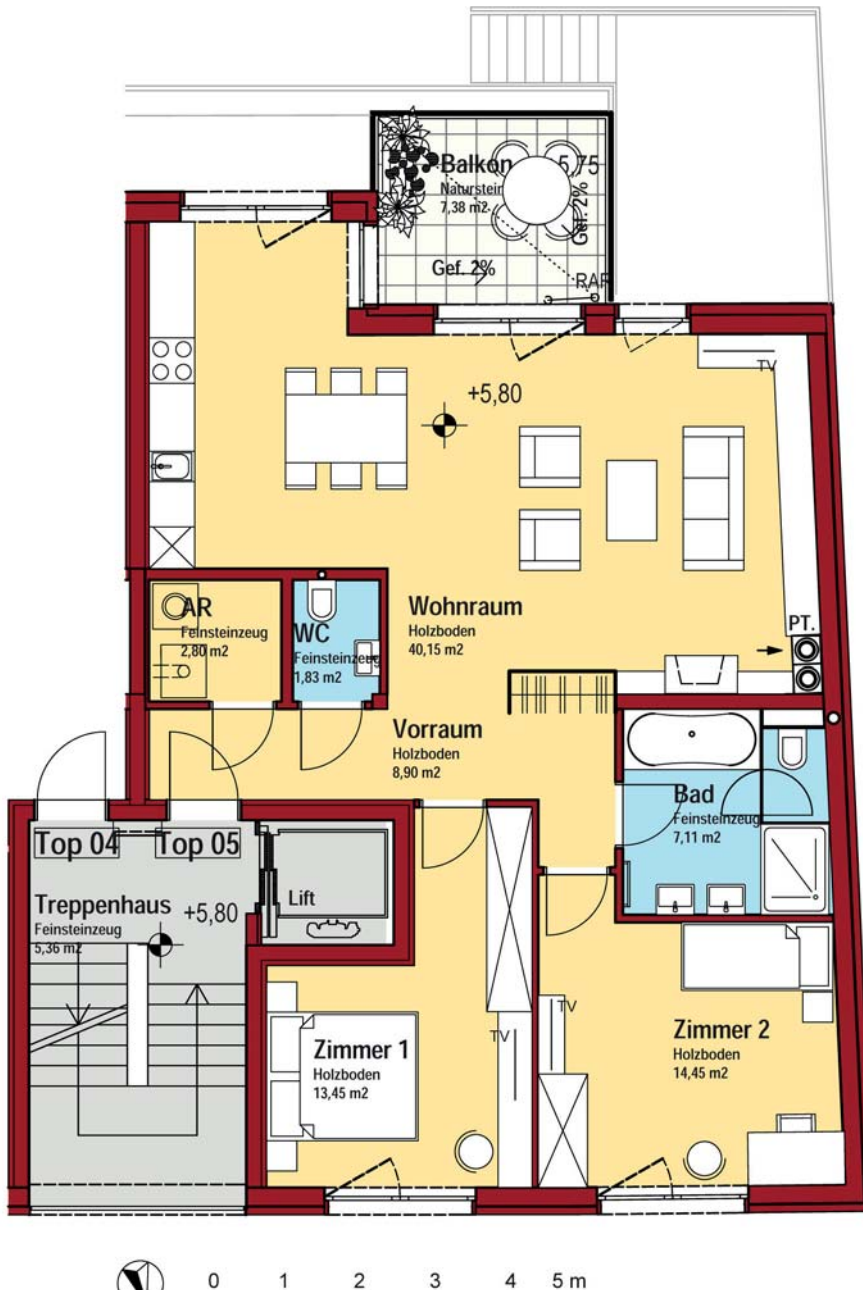 Balkon 5,75
Naturstein
7,38 m2
Gef. 2%
Gef. 2%
TV
+5,80
AR
Feinsteinzeug
2,80 m2
WC
Feinsteinzeug
1,83 m2
Wohnraum
Holzboden
40,15 m2
PT.
Vorraum
Holzboden
8,90 m2
Bad
Feinsteinzeug
7,11 m2
Top 04
Top 05
Treppenhaus
Feinsteinzeug
5,36 m2
+5,80
Lift
TV
TV
Zimmer 1
Holzboden
13,45 m2
Zimmer 2
Holzboden
14,45 m2
0 1 2 3 4 5 m